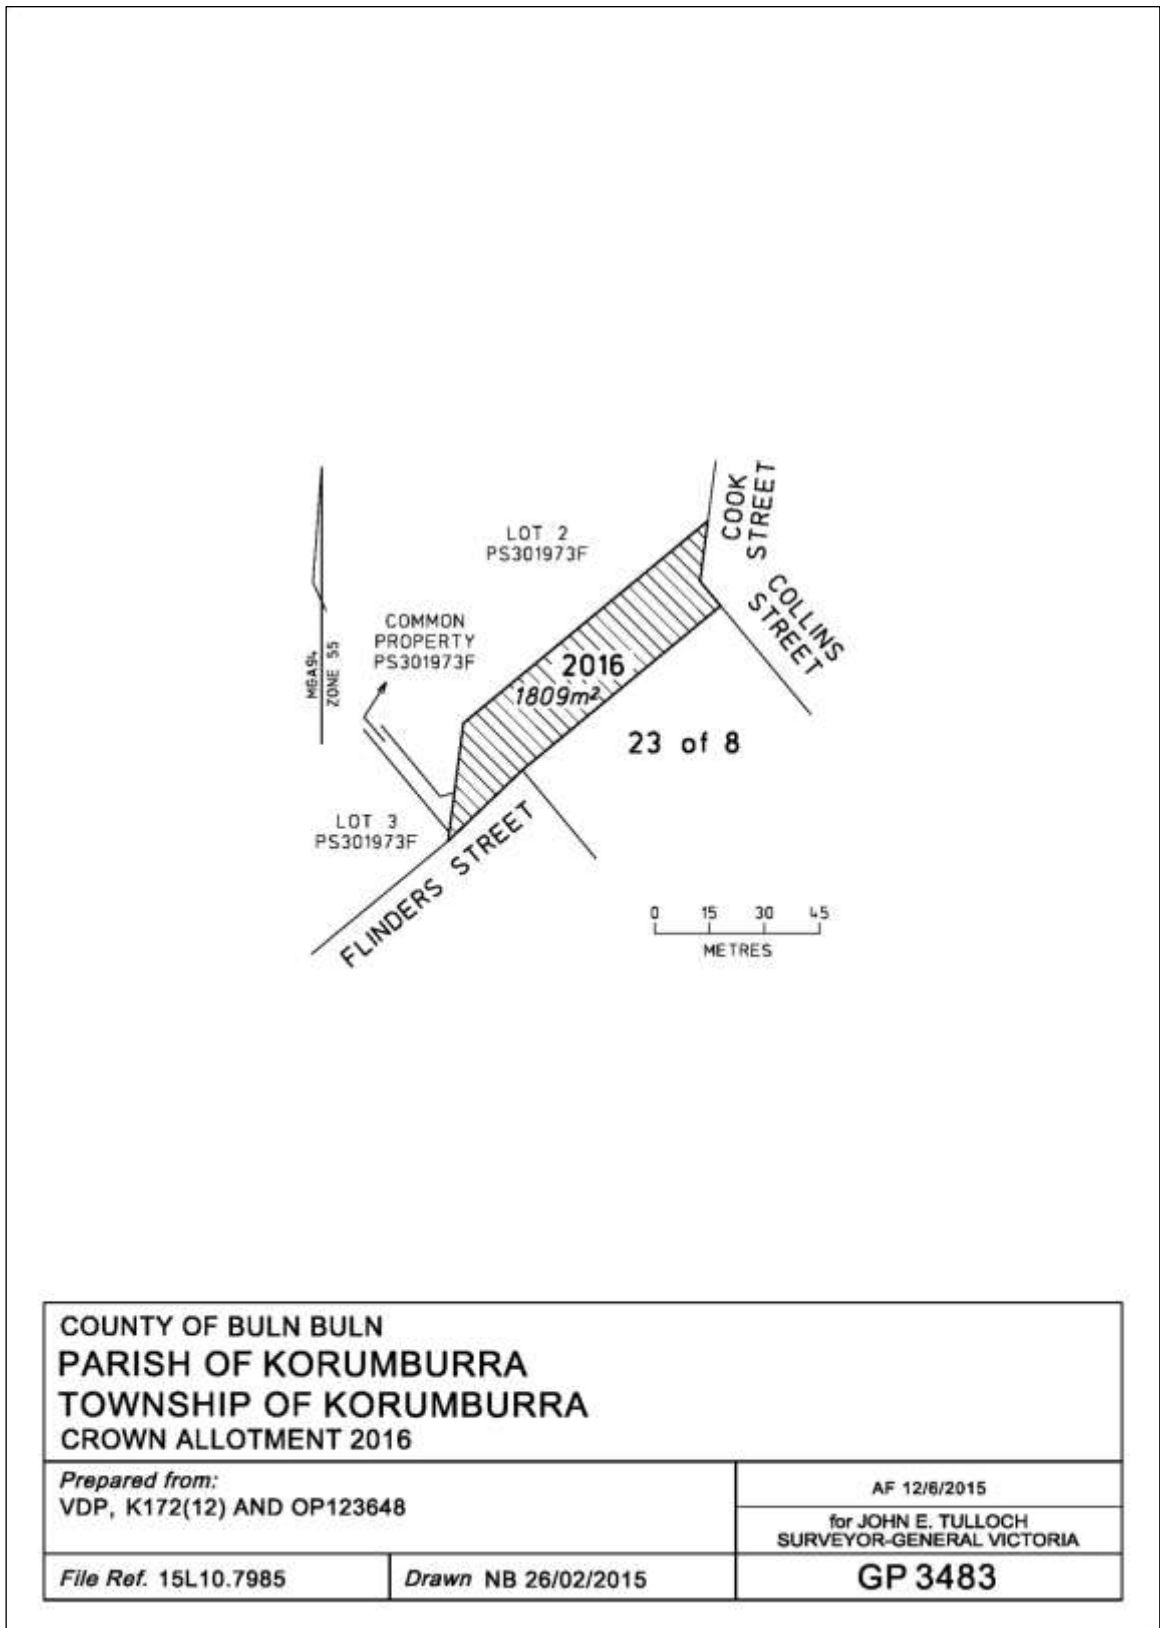 COOK
STREET
LOT 2
PS301973F
COLLINS
STREET
COMMON
PROPERTY
PS301973F
MGA94
ZONE 55
2016
1809m²
23 of 8
LOT 3
PS301973F
FLINDERS STREET
0 15 30 45
METRES
COUNTY OF BULN BULN
PARISH OF KORUMBURRA
TOWNSHIP OF KORUMBURRA
CROWN ALLOTMENT 2016
Prepared from:
VDP, K172(12) AND OP123648
AF 12/6/2015
for JOHN E. TULLOCH
SURVEYOR-GENERAL VICTORIA
File Ref. 15L10.7985
Drawn NB 26/02/2015
GP 3483